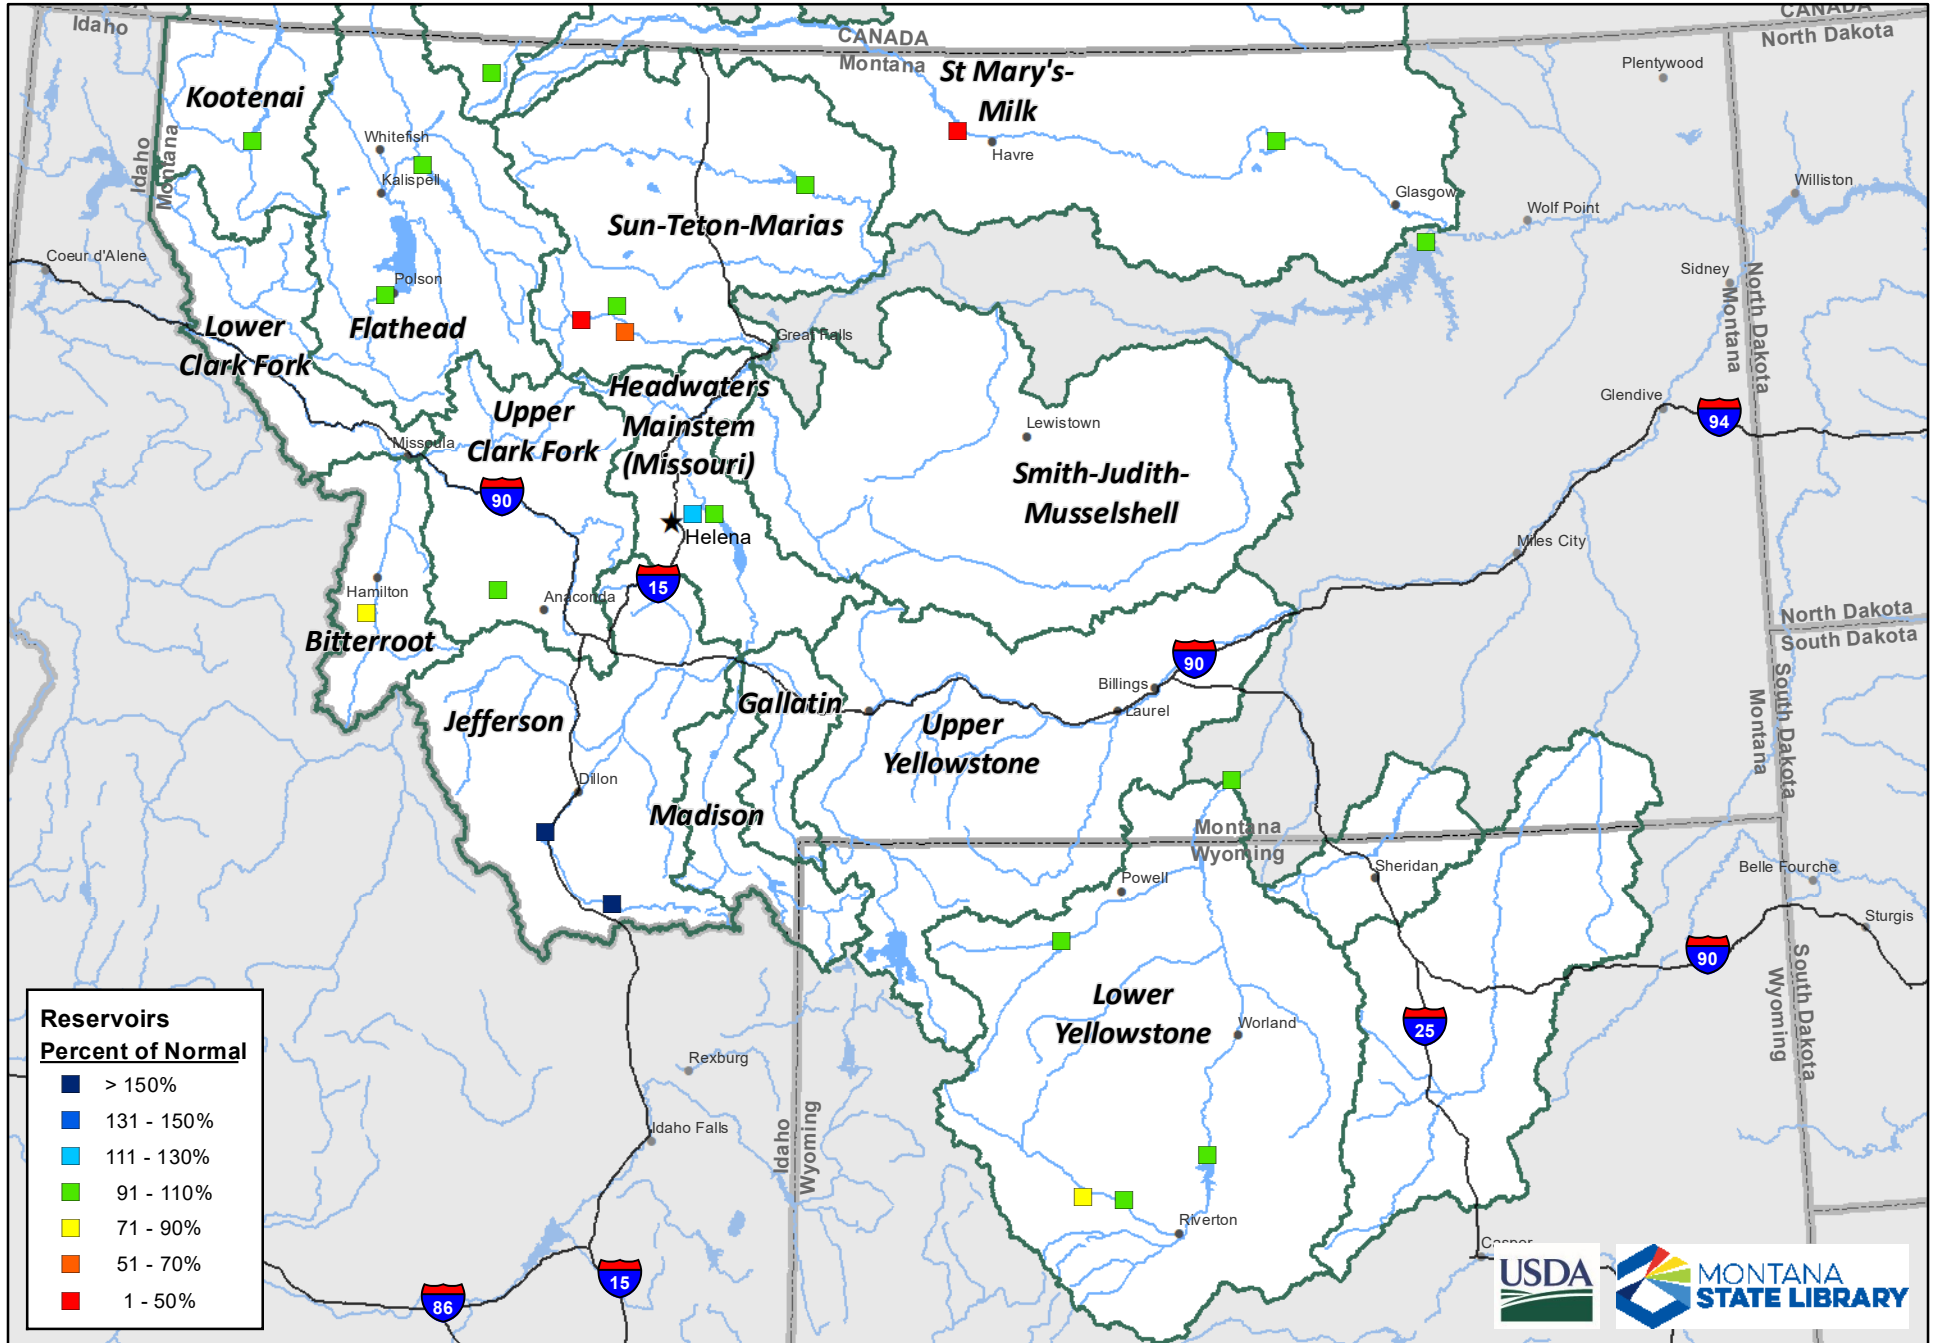 Idaho
CANADA
Montana
CANADA
North Dakota
Plentywood
Kootenai
St Mary's-
Milk
Idaho
Montana
Whitefish
Kalispell
Havre
Glasgow
Wolf Point
Williston
Sun-Teton-Marias
Coeur d'Alene
Polson
Sidney
Montana
North Dakota
Lower
Clark Fork
Flathead
Great Falls
Headwaters
Mainstem
(Missouri)
Upper
Clark Fork
Missoula
Lewistown
Glendive
94
Smith-Judith-
Musselshell
90
Helena
Miles City
15
Hamilton
Anaconda
Bitterroot
North Dakota
South Dakota
90
Billings
Laurel
Gallatin
Jefferson
Upper
Yellowstone
Montana
South Dakota
Dillon
Madison
Montana
Wyoming
Powell
Sheridan
Belle Fourche
Sturgis
90
Lower
Yellowstone
Worland
25
Wyoming
South Dakota
Rexburg
Idaho Falls
Idaho
Wyoming
Riverton
Casper
15
86
Reservoirs
Percent of Normal
> 150%
131 - 150%
111 - 130%
91 - 110%
71 - 90%
51 - 70%
1 - 50%
USDA
MONTANA
STATE LIBRARY